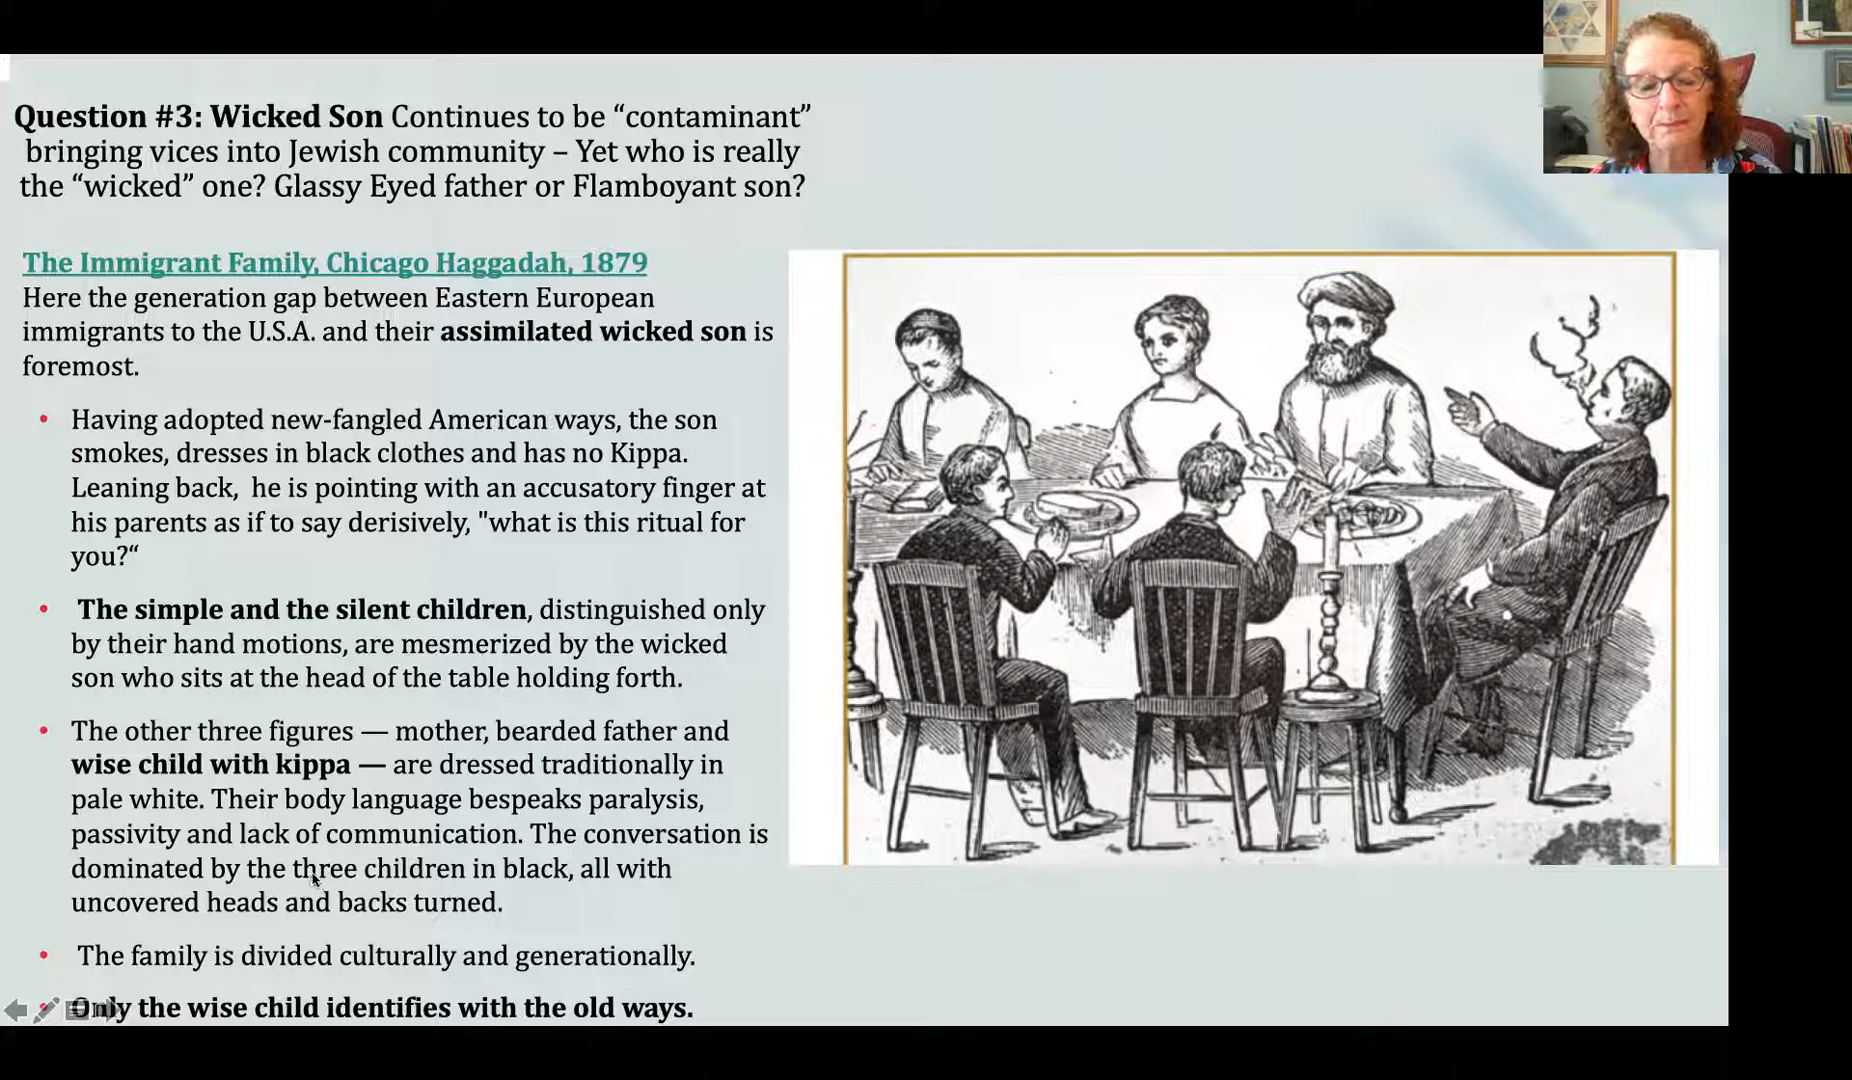 Question #3: Wicked Son Continues to be “contaminant”
bringing vices into Jewish community – Yet who is really
the “wicked” one? Glassy Eyed father or Flamboyant son?
The Immigrant Family, Chicago Haggadah, 1879
Here the generation gap between Eastern European
immigrants to the U.S.A. and their assimilated wicked son is
foremost.
• Having adopted new-fangled American ways, the son
smokes, dresses in black clothes and has no Kippa.
Leaning back, he is pointing with an accusatory finger at
his parents as if to say derisively, "what is this ritual for
you?“
• The simple and the silent children, distinguished only
by their hand motions, are mesmerized by the wicked
son who sits at the head of the table holding forth.
• The other three figures — mother, bearded father and
wise child with kippa — are dressed traditionally in
pale white. Their body language bespeaks paralysis,
passivity and lack of communication. The conversation is
dominated by the three children in black, all with
uncovered heads and backs turned.
• The family is divided culturally and generationally.
• Only the wise child identifies with the old ways.